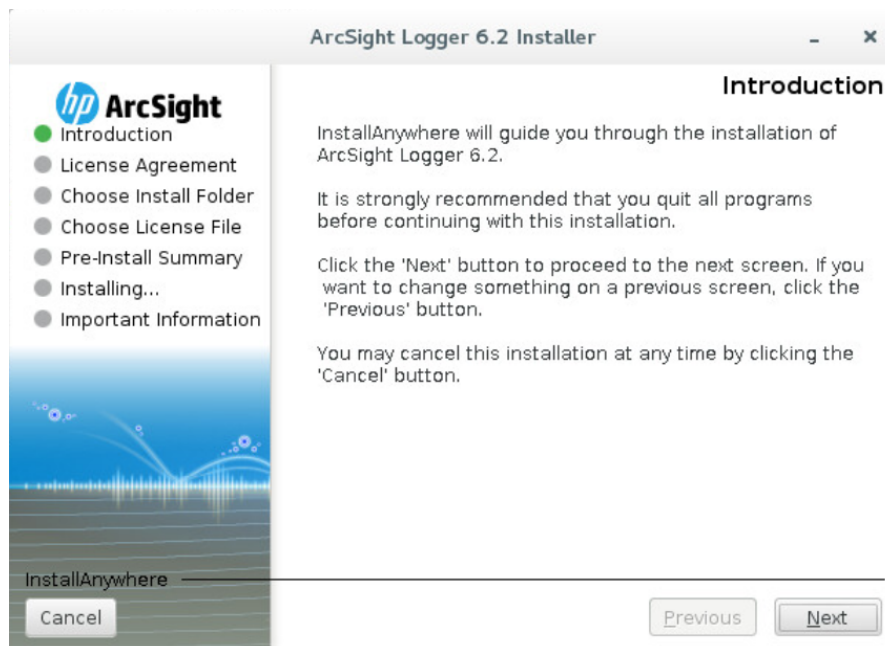 ArcSight Logger 6.2 Installer
hp ArcSight
Introduction
License Agreement
Choose Install Folder
Choose License File
Pre-Install Summary
Installing...
Important Information
Introduction
InstallAnywhere will guide you through the installation of
ArcSight Logger 6.2.
It is strongly recommended that you quit all programs
before continuing with this installation.
Click the 'Next' button to proceed to the next screen. If you
want to change something on a previous screen, click the
'Previous' button.
You may cancel this installation at any time by clicking the
'Cancel' button.
InstallAnywhere
Cancel
Previous
Next